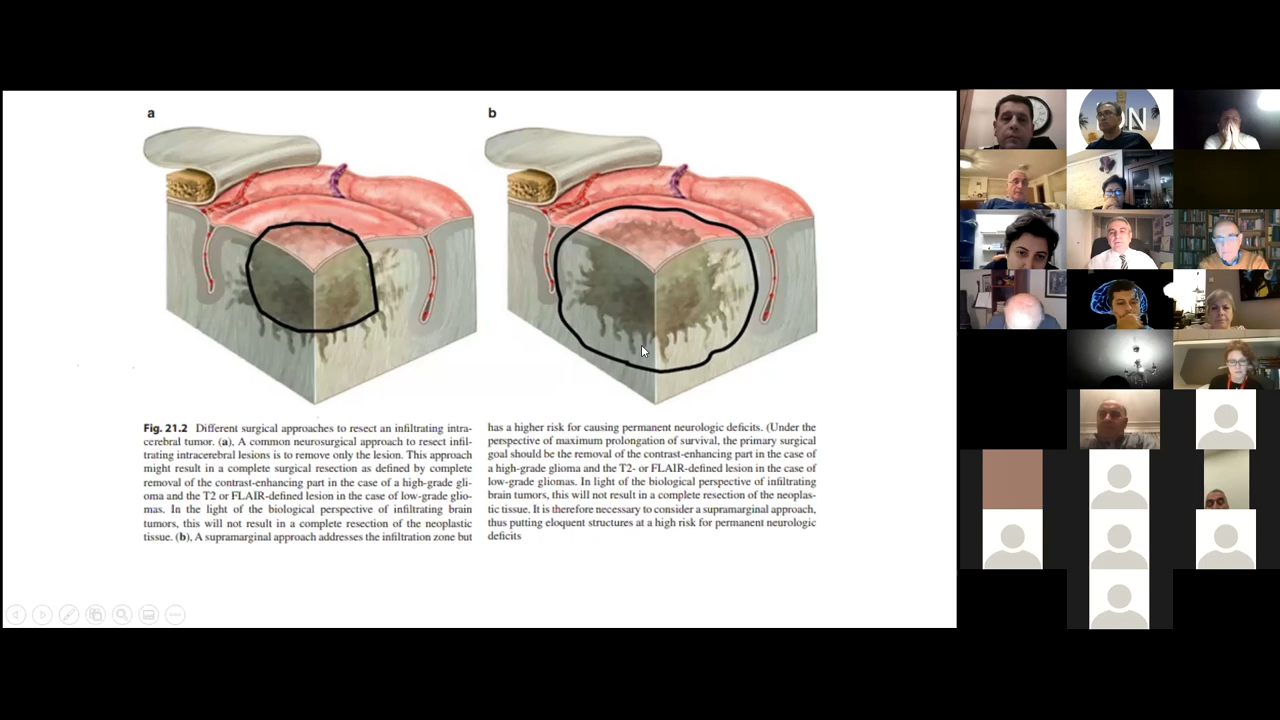 a
b
Fig. 21.2 Different surgical approaches to resect an infiltrating intra-
cerebral tumor. (a), A common neurosurgical approach to resect infil-
trating intracerebral lesions is to remove only the lesion. This approach
might result in a complete surgical resection as defined by complete
removal of the contrast-enhancing part in the case of a high-grade gli-
oma and the T2 or FLAIR-defined lesion in the case of low-grade glio-
mas. In the light of the biological perspective of infiltrating brain
tumors, this will not result in a complete resection of the neoplastic
tissue. (b), A supramarginal approach addresses the infiltration zone but
has a higher risk for causing permanent neurologic deficits. (Under the
perspective of maximum prolongation of survival, the primary surgical
goal should be the removal of the contrast-enhancing part in the case of
a high-grade glioma and the T2- or FLAIR-defined lesion in the case of
low-grade gliomas. In light of the biological perspective of infiltrating
brain tumors, this will not result in a complete resection of the neoplas-
tic tissue. It is therefore necessary to consider a supramarginal approach,
thus putting eloquent structures at a high risk for permanent neurologic
deficits
N